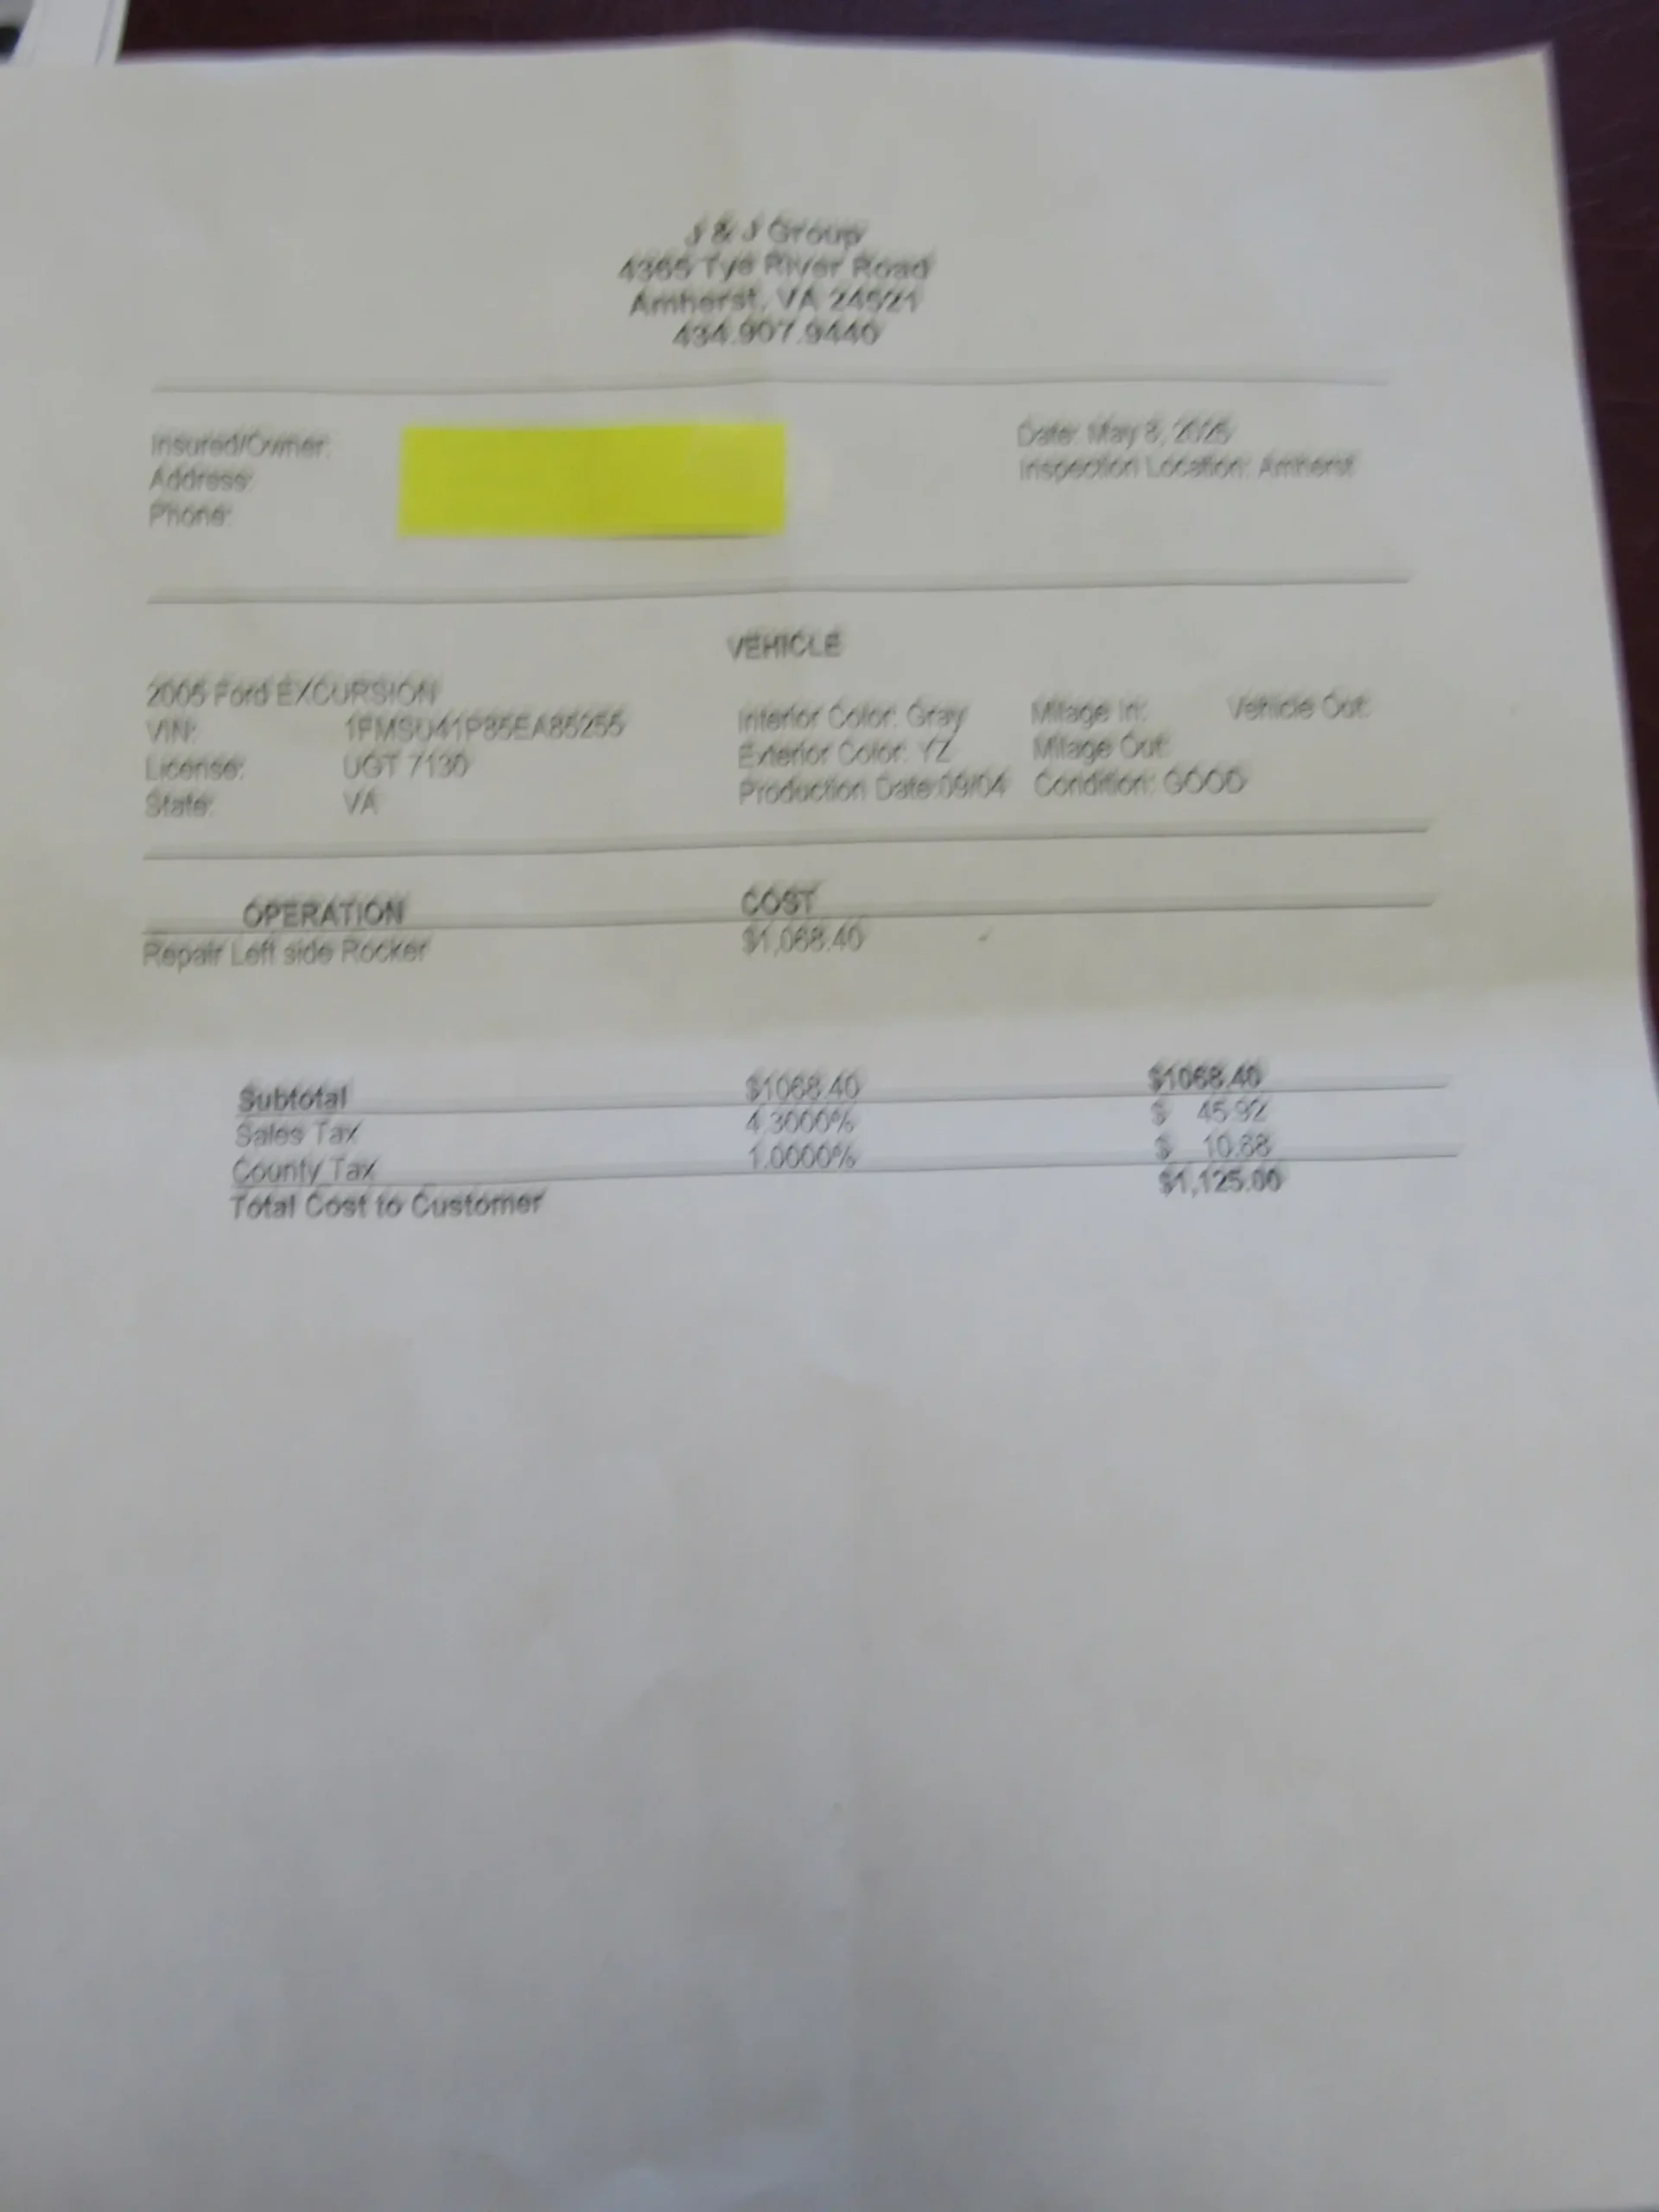 J & J Group
4365 Tye River Road
Amherst, VA 24521
434.907.9440
Insured/Owner:
Address:
Phone:
Date: May 8, 2025
Inspection Location: Amherst
VEHICLE
2005 Ford EXCURSION
VIN: 1FMSU41P85EA85255
License: UGT 7130
State: VA
Interior Color: Gray
Exterior Color: YZ
Production Date:09/04
Milage In: Vehicle Out:
Milage Out:
Condition: GOOD
OPERATION COST
Repair Left side Rocker $1,068.40
Subtotal $1068.40 $1068.40
Sales Tax 4.3000% $ 45.92
County Tax 1.0000% $ 10.68
Total Cost to Customer $1,125.00